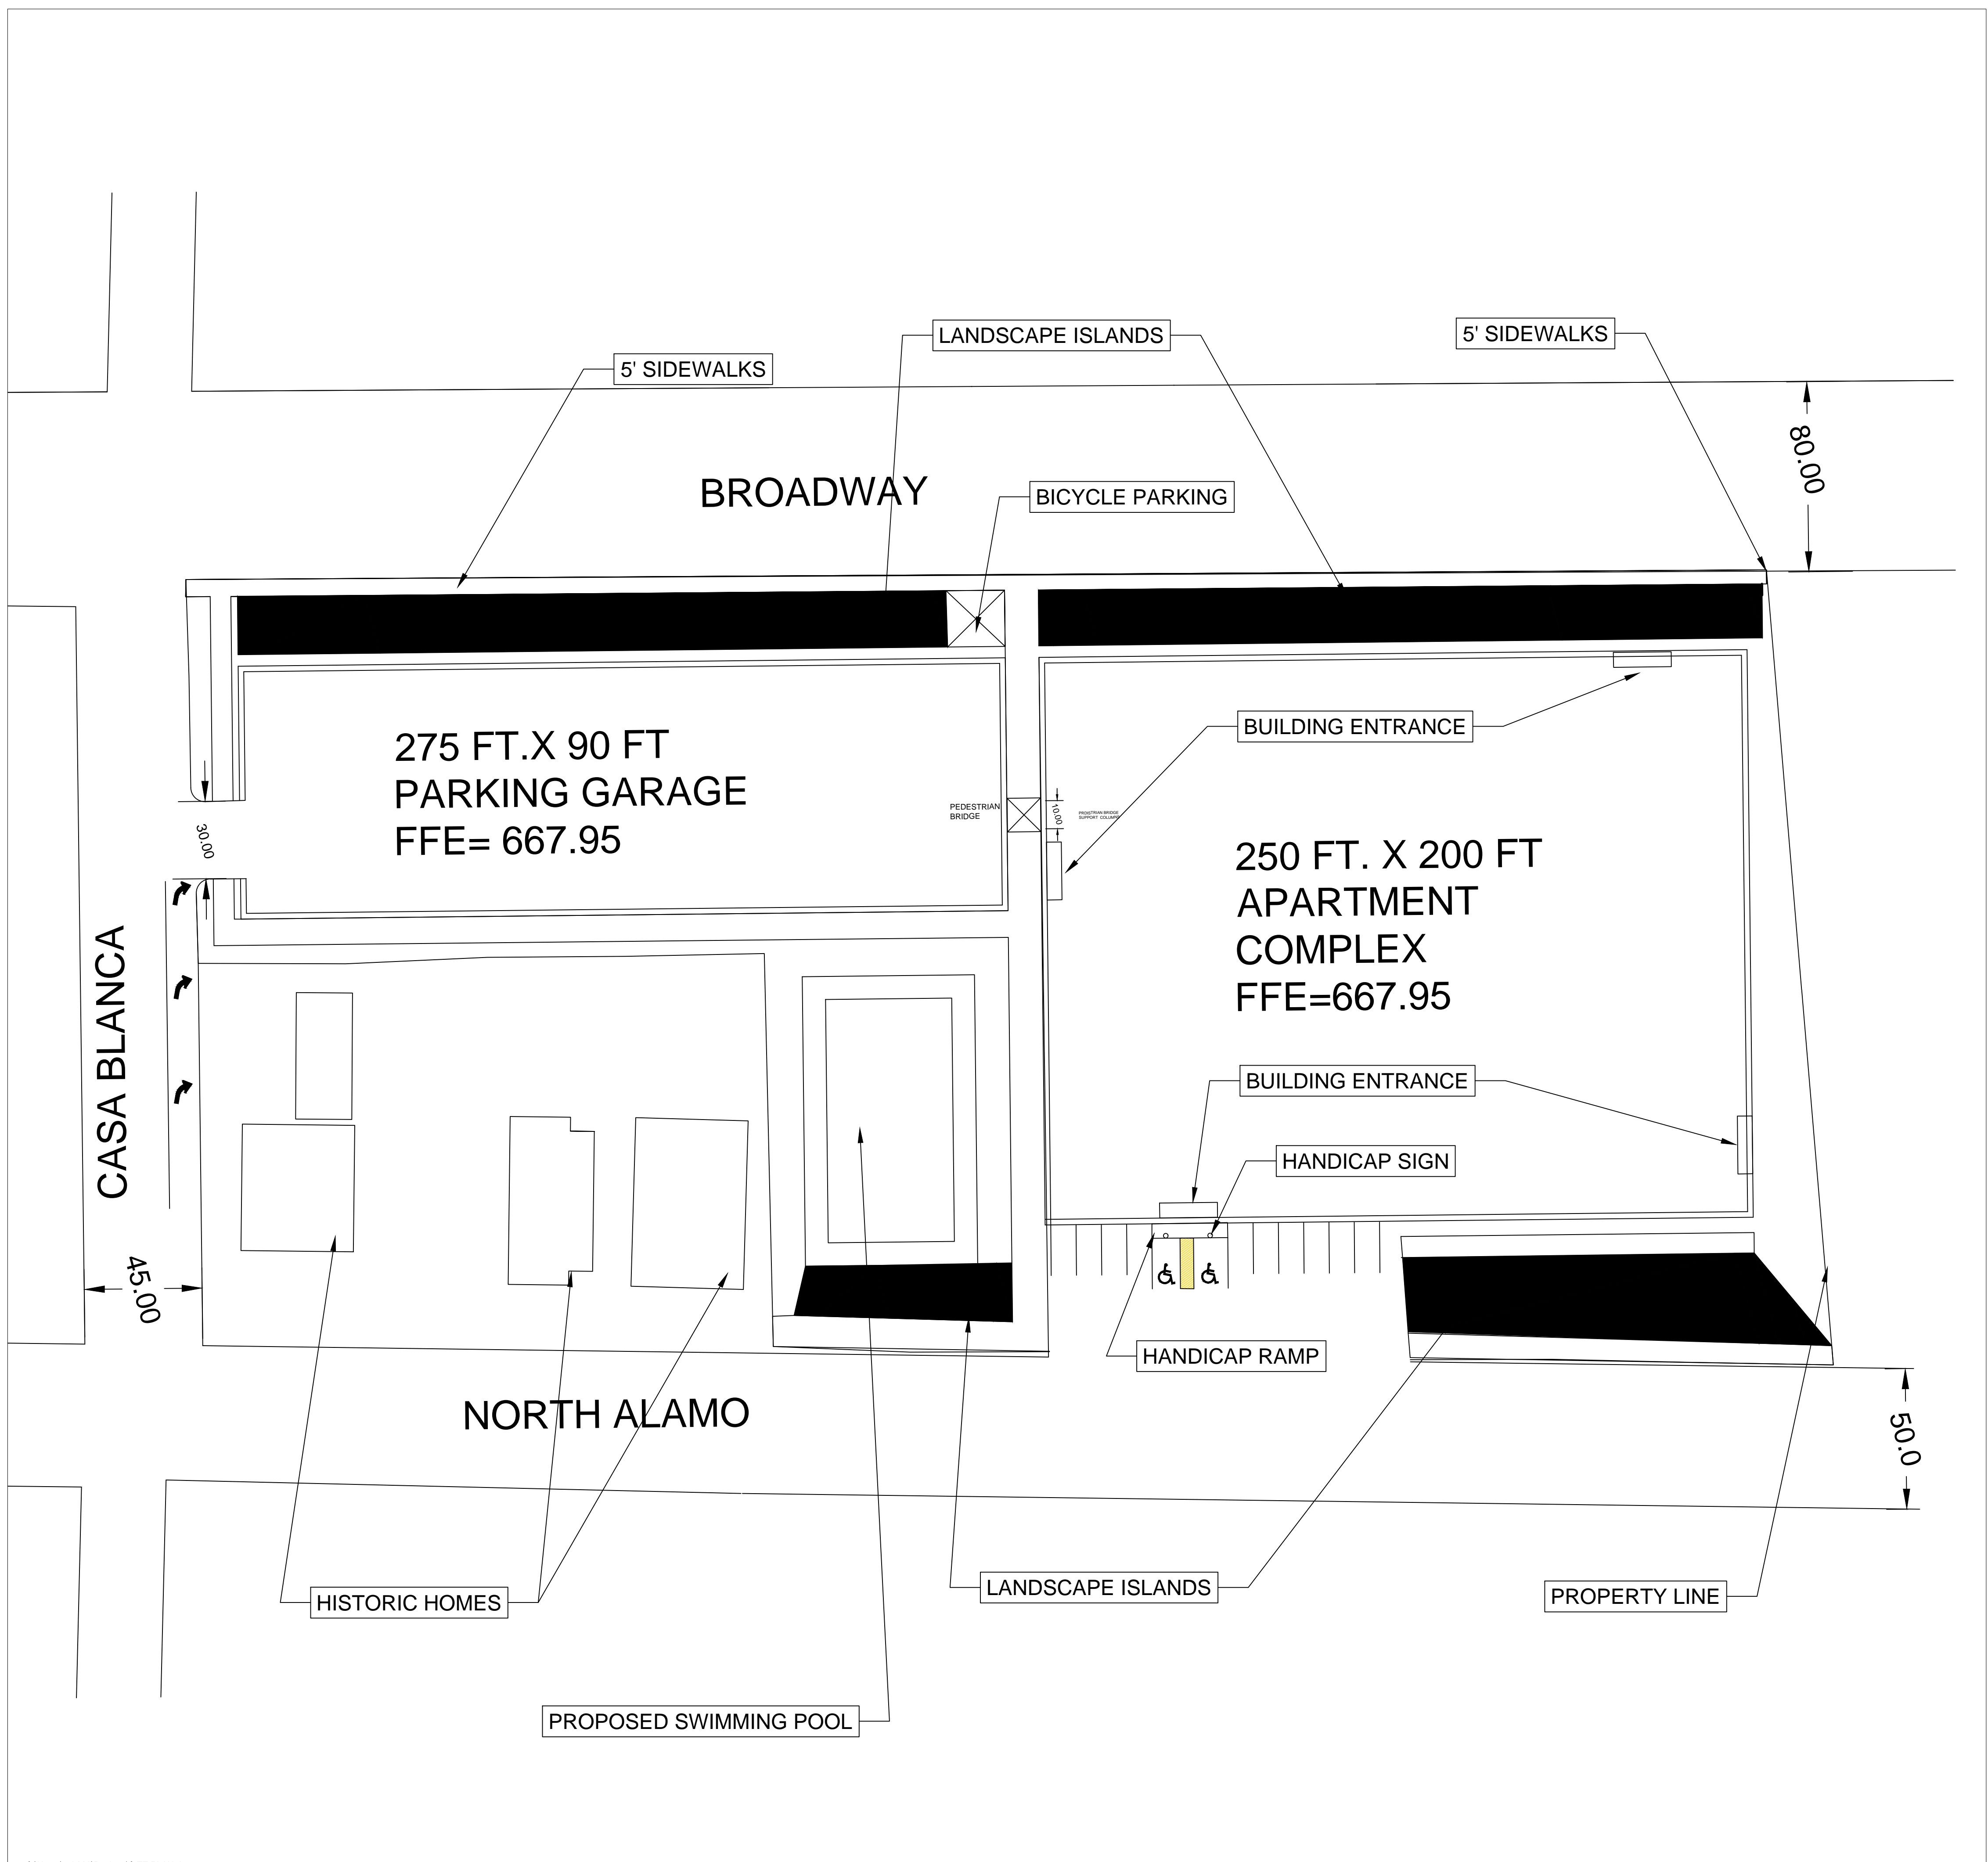 LANDSCAPE ISLANDS
5' SIDEWALKS
5' SIDEWALKS
80.00
BROADWAY
BICYCLE PARKING
BUILDING ENTRANCE
275 FT.X 90 FT
PARKING GARAGE
FFE= 667.95
PEDESTRIAN
BRIDGE
10.00
30.00
250 FT. X 200 FT
APARTMENT
COMPLEX
FFE=667.95
CASA BLANCA
BUILDING ENTRANCE
HANDICAP SIGN
45.00
HANDICAP RAMP
NORTH ALAMO
50.0
LANDSCAPE ISLANDS
PROPERTY LINE
HISTORIC HOMES
PROPOSED SWIMMING POOL